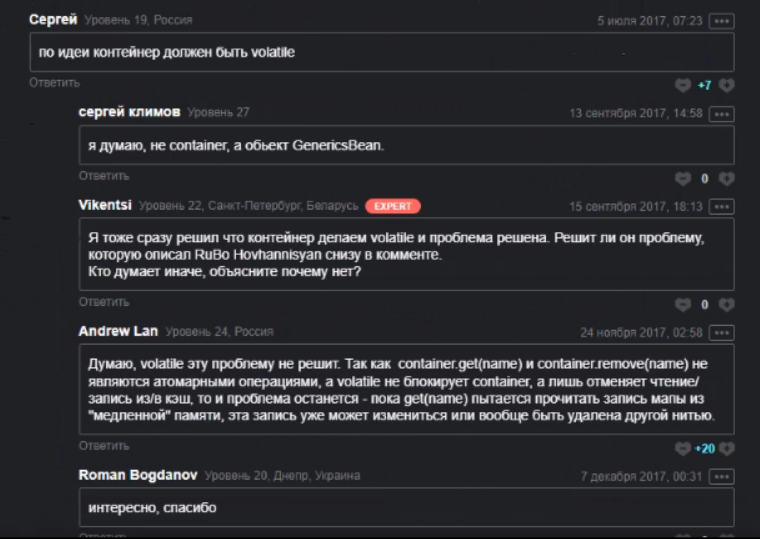 Сергей Уровень 19, Россия 5 июля 2017, 07:23
по идеи контейнер должен быть volatile
Ответить +7
сергей климов Уровень 27 13 сентября 2017, 14:58
я думаю, не container, а обьект GenericsBean.
Ответить 0
Vikentsi Уровень 22, Санкт-Петербург, Беларусь EXPERT 15 сентября 2017, 18:13
Я тоже сразу решил что контейнер делаем volatile и проблема решена. Решит ли он проблему,
которую описал RuBo Hovhannisyan снизу в комменте.
Кто думает иначе, объясните почему нет?
Ответить 0
Andrew Lan Уровень 24, Россия 24 ноября 2017, 02:58
Думаю, volatile эту проблему не решит. Так как container.get(name) и container.remove(name) не
являются атомарными операциями, а volatile не блокирует container, а лишь отменяет чтение/
запись из/в кэш, то и проблема останется - пока get(name) пытается прочитать запись мапы из
"медленной" памяти, эта запись уже может измениться или вообще быть удалена другой нитью.
Ответить +20
Roman Bogdanov Уровень 20, Днепр, Украина 7 декабря 2017, 00:31
интересно, спасибо
Ответить